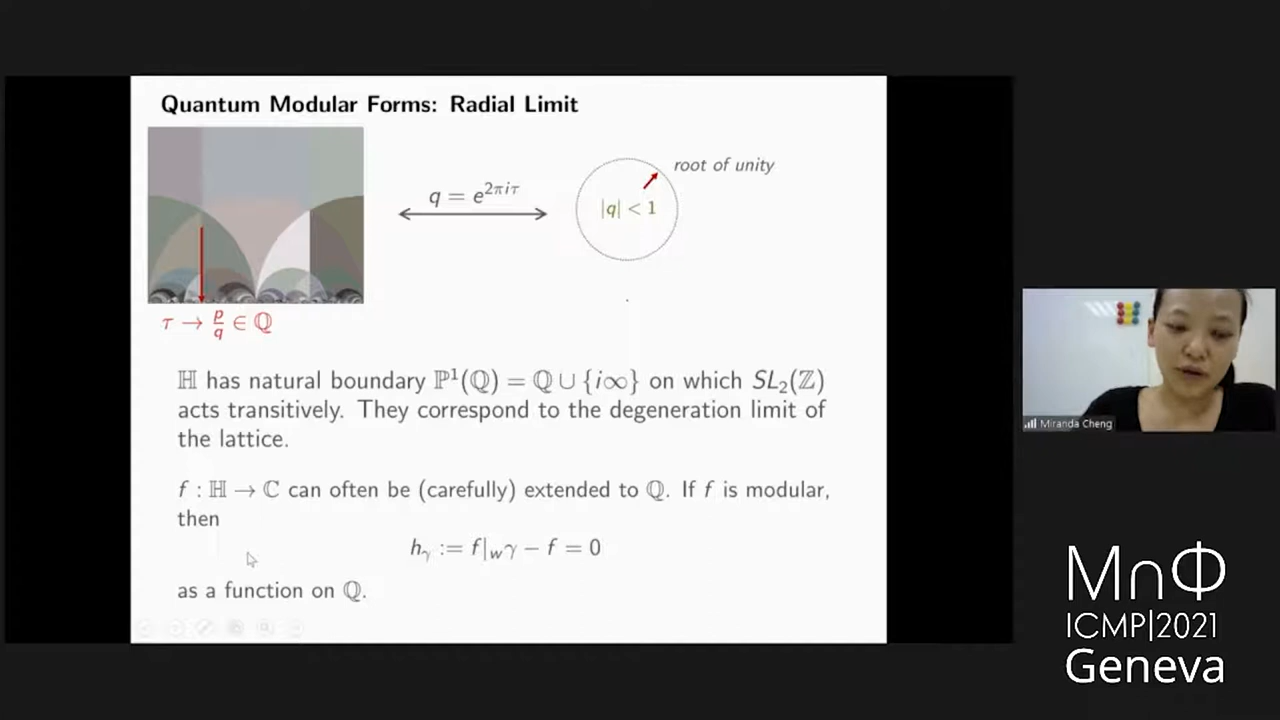 Quantum Modular Forms: Radial Limit
root of unity
q = e^{2πiτ}
|q| < 1
τ → p/q ∈ ℚ
ℍ has natural boundary ℙ¹(ℚ) = ℚ ∪ {i∞} on which SL₂(ℤ)
acts transitively. They correspond to the degeneration limit of
the lattice.
f : ℍ → ℂ can often be (carefully) extended to ℚ. If f is modular,
then
h_γ := f|_w γ − f = 0
as a function on ℚ.
Miranda Cheng
M∩Φ
ICMP|2021
Geneva